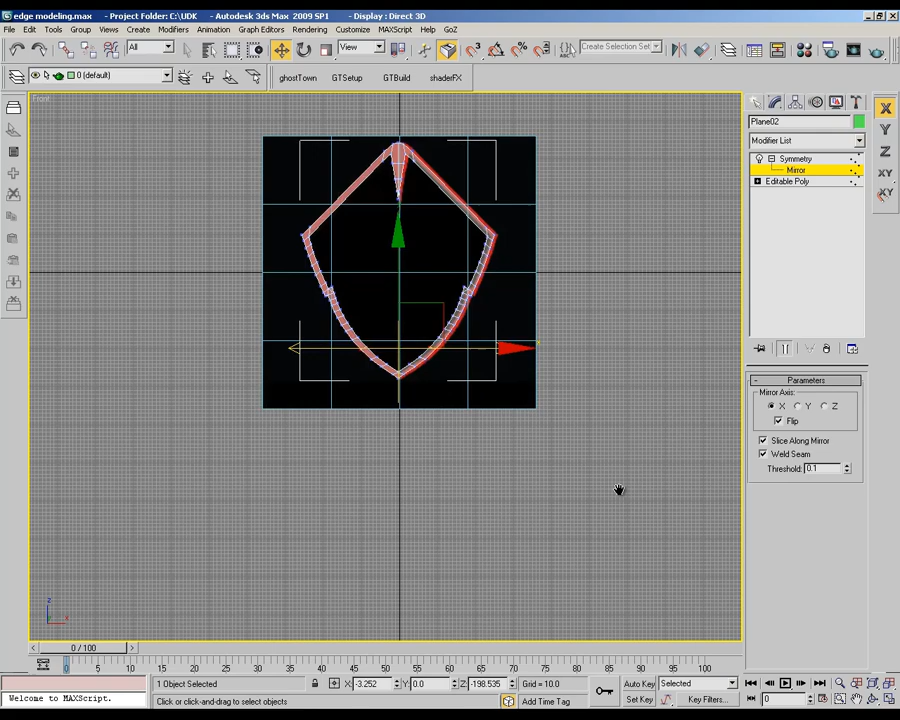 edge modeling.max - Project Folder: C:\UDK - Autodesk 3ds Max 2009 SP1 - Display : Direct 3D
File Edit Tools Group Views Create Modifiers Animation Graph Editors Rendering Customize MAXScript Help GoZ
All View Create Selection Set
0 (default) ghostTown GTSetup GTBuild shaderFX
Front
X
Y
Z
XY
XY
Plane02
Modifier List
Symmetry
Mirror
Editable Poly
Parameters
Mirror Axis:
X Y Z
Flip
Slice Along Mirror
Weld Seam
Threshold: 0.1
z
x
x
0 / 100
0 5 10 15 20 25 30 35 40 45 50 55 60 65 70 75 80 85 90 95 100
1 Object Selected X: -3.252 Y: 0.0 Z: -198.535 Grid = 10.0 Auto Key Selected
Welcome to MAXScript. Click or click-and-drag to select objects Add Time Tag Set Key Key Filters... 0